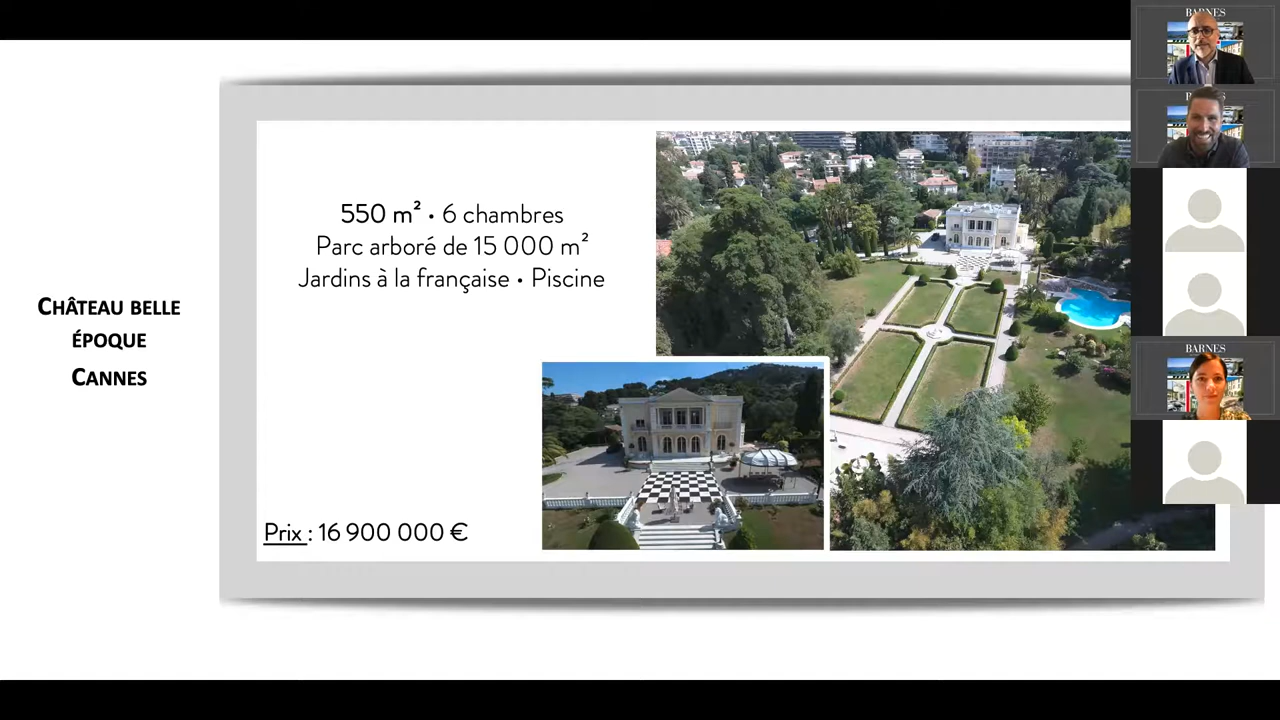 CHÂTEAU BELLE
ÉPOQUE
CANNES
550 m² • 6 chambres
Parc arboré de 15 000 m²
Jardins à la française • Piscine
Prix : 16 900 000 €
BARNES
BARNES
BARNES